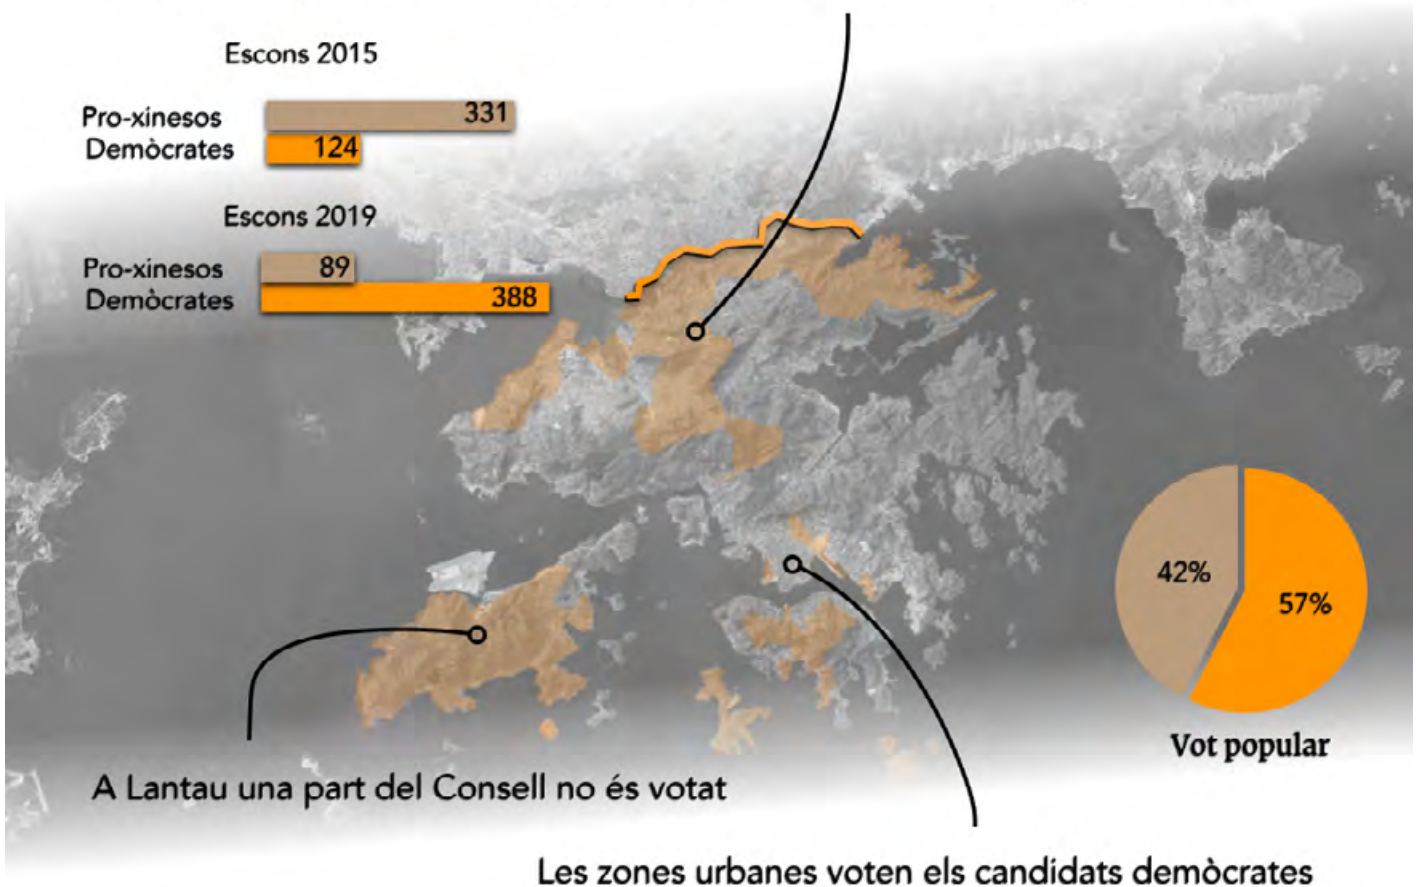 Escons 2015
Pro-xinesos 331
Demòcrates 124
Escons 2019
Pro-xinesos 89
Demòcrates 388
42%
57%
Vot popular
A Lantau una part del Consell no és votat
Les zones urbanes voten els candidats demòcrates